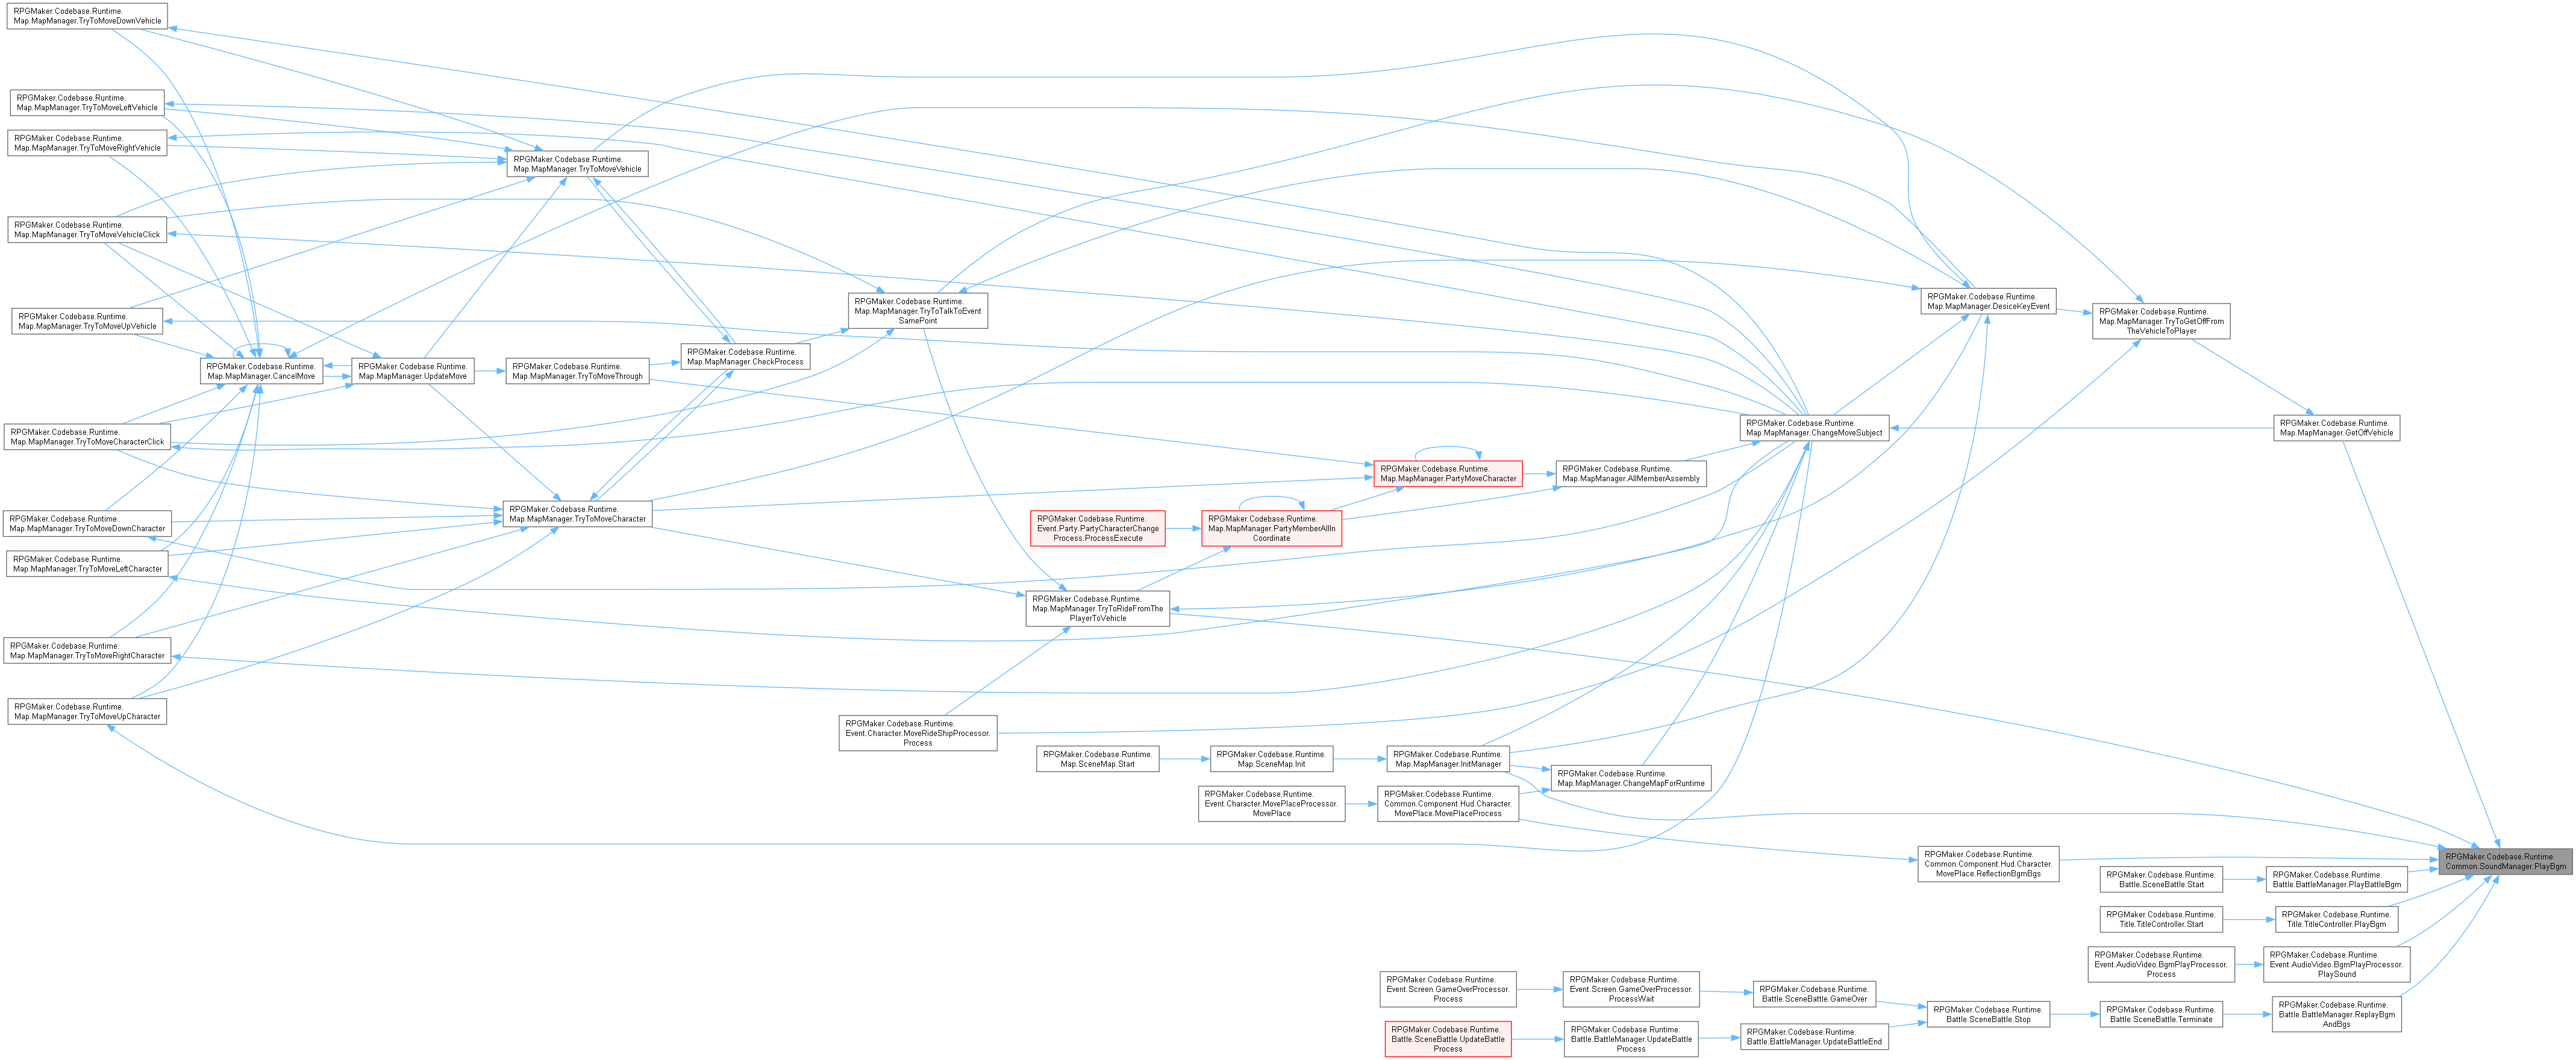 RPGMaker.Codebase.Runtime.
Map.MapManager.TryToMoveDownVehicle
RPGMaker.Codebase.Runtime.
Map.MapManager.TryToMoveLeftVehicle
RPGMaker.Codebase.Runtime.
Map.MapManager.TryToMoveRightVehicle
RPGMaker.Codebase.Runtime.
Map.MapManager.TryToMoveVehicleClick
RPGMaker.Codebase.Runtime.
Map.MapManager.TryToMoveUpVehicle
RPGMaker.Codebase.Runtime.
Map.MapManager.CancelMove
RPGMaker.Codebase.Runtime.
Map.MapManager.TryToMoveCharacterClick
RPGMaker.Codebase.Runtime.
Map.MapManager.TryToMoveDownCharacter
RPGMaker.Codebase.Runtime.
Map.MapManager.TryToMoveLeftCharacter
RPGMaker.Codebase.Runtime.
Map.MapManager.TryToMoveRightCharacter
RPGMaker.Codebase.Runtime.
Map.MapManager.TryToMoveUpCharacter
RPGMaker.Codebase.Runtime.
Map.MapManager.UpdateMove
RPGMaker.Codebase.Runtime.
Map.MapManager.TryToMoveVehicle
RPGMaker.Codebase.Runtime.
Map.MapManager.TryToMoveThrough
RPGMaker.Codebase.Runtime.
Map.MapManager.TryToMoveCharacter
RPGMaker.Codebase.Runtime.
Map.MapManager.CheckProcess
RPGMaker.Codebase.Runtime.
Map.MapManager.TryToTalkToEvent
SamePoint
RPGMaker.Codebase.Runtime.
Event.Character.MoveRideShipProcessor.
Process
RPGMaker.Codebase.Runtime.
Event.Party.PartyCharacterChange
Process.ProcessExecute
RPGMaker.Codebase.Runtime.
Map.MapManager.TryToRideFromThe
PlayerToVehicle
RPGMaker.Codebase.Runtime.
Map.SceneMap.Start
RPGMaker.Codebase.Runtime.
Map.MapManager.PartyMemberAllIn
Coordinate
RPGMaker.Codebase.Runtime.
Map.SceneMap.Init
RPGMaker.Codebase.Runtime.
Event.Character.MovePlaceProcessor.
MovePlace
RPGMaker.Codebase.Runtime.
Map.MapManager.PartyMoveCharacter
RPGMaker.Codebase.Runtime.
Map.MapManager.InitManager
RPGMaker.Codebase.Runtime.
Common.Component.Hud.Character.
MovePlace.MovePlaceProcess
RPGMaker.Codebase.Runtime.
Event.Screen.GameOverProcessor.
Process
RPGMaker.Codebase.Runtime.
Battle.SceneBattle.UpdateBattle
Process
RPGMaker.Codebase.Runtime.
Map.MapManager.AllMemberAssembly
RPGMaker.Codebase.Runtime.
Map.MapManager.ChangeMapForRuntime
RPGMaker.Codebase.Runtime.
Event.Screen.GameOverProcessor.
ProcessWait
RPGMaker.Codebase.Runtime.
Battle.BattleManager.UpdateBattle
Process
RPGMaker.Codebase.Runtime.
Map.MapManager.ChangeMoveSubject
RPGMaker.Codebase.Runtime.
Battle.SceneBattle.GameOver
RPGMaker.Codebase.Runtime.
Battle.BattleManager.UpdateBattleEnd
RPGMaker.Codebase.Runtime.
Map.MapManager.DesiceKeyEvent
RPGMaker.Codebase.Runtime.
Common.Component.Hud.Character.
MovePlace.ReflectionBgmBgs
RPGMaker.Codebase.Runtime.
Battle.SceneBattle.Stop
RPGMaker.Codebase.Runtime.
Map.MapManager.TryToGetOffFrom
TheVehicleToPlayer
RPGMaker.Codebase.Runtime.
Battle.SceneBattle.Start
RPGMaker.Codebase.Runtime.
Title.TitleController.Start
RPGMaker.Codebase.Runtime.
Event.AudioVideo.BgmPlayProcessor.
Process
RPGMaker.Codebase.Runtime.
Battle.SceneBattle.Terminate
RPGMaker.Codebase.Runtime.
Map.MapManager.GetOffVehicle
RPGMaker.Codebase.Runtime.
Battle.BattleManager.PlayBattleBgm
RPGMaker.Codebase.Runtime.
Title.TitleController.PlayBgm
RPGMaker.Codebase.Runtime.
Event.AudioVideo.BgmPlayProcessor.
PlaySound
RPGMaker.Codebase.Runtime.
Battle.BattleManager.ReplayBgm
AndBgs
RPGMaker.Codebase.Runtime.
Common.SoundManager.PlayBgm